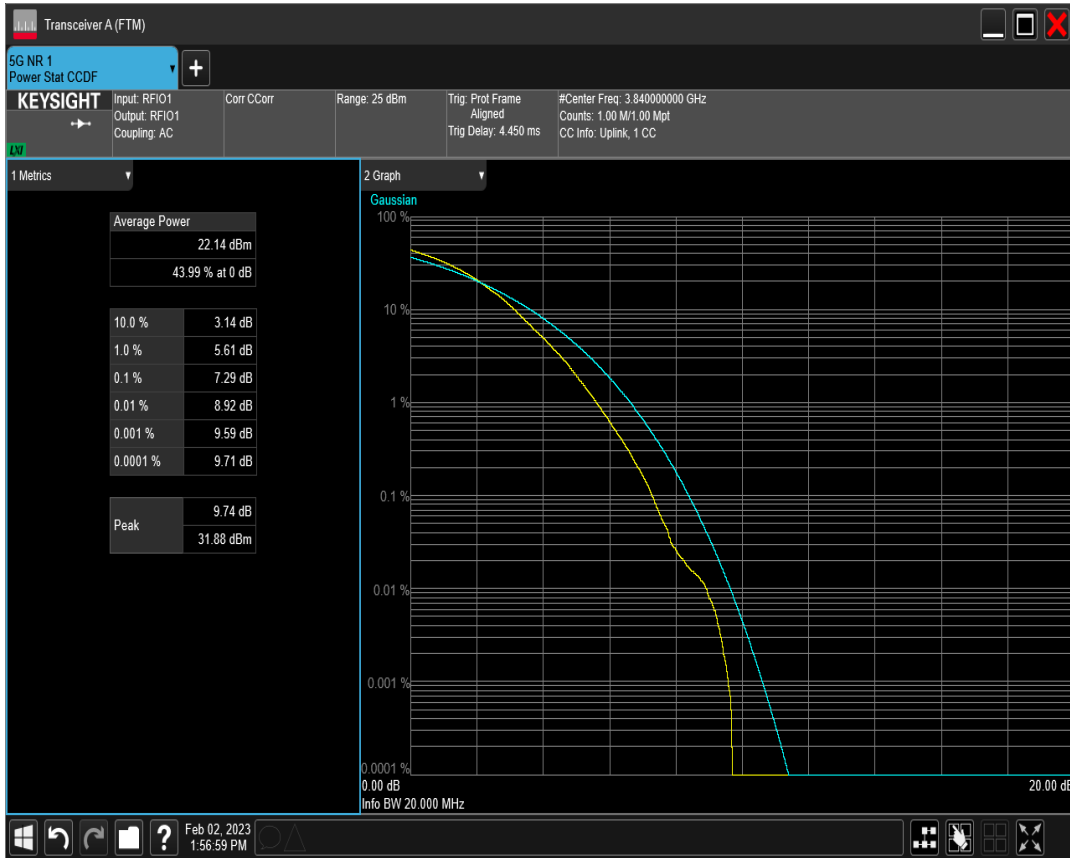 Transceiver A (FTM)
5G NR 1
Power Stat CCDF
+
KEYSIGHT
LXI
Input: RFIO1
Output: RFIO1
Coupling: AC
Corr CCorr
Range: 25 dBm
Trig: Prot Frame
Aligned
Trig Delay: 4.450 ms
#Center Freq: 3.840000000 GHz
Counts: 1.00 M/1.00 Mpt
CC Info: Uplink, 1 CC
1 Metrics
Average Power
22.14 dBm
43.99 % at 0 dB
10.0 % 3.14 dB
1.0 % 5.61 dB
0.1 % 7.29 dB
0.01 % 8.92 dB
0.001 % 9.59 dB
0.0001 % 9.71 dB
Peak
9.74 dB
31.88 dBm
2 Graph
Gaussian
100 %
10 %
1 %
0.1 %
0.01 %
0.001 %
0.0001 %
0.00 dB
20.00 dB
Info BW 20.000 MHz
?
Feb 02, 2023
1:56:59 PM